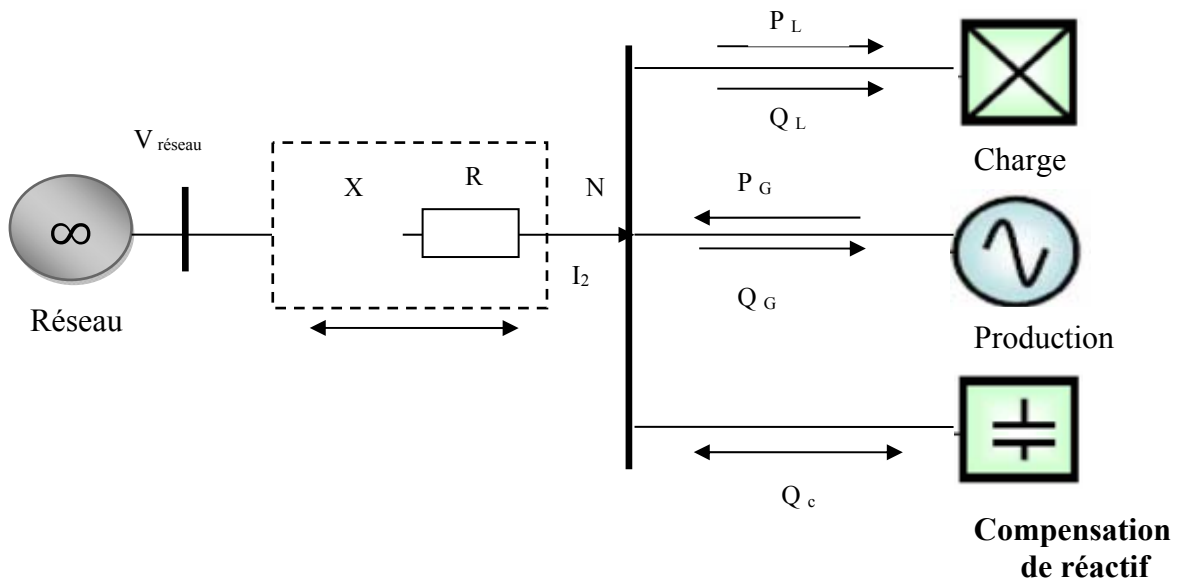 P L
Q L
Charge
V réseau
X
R
N
P G
∞
I2
Q G
Réseau
Production
Q c
Compensation
de réactif